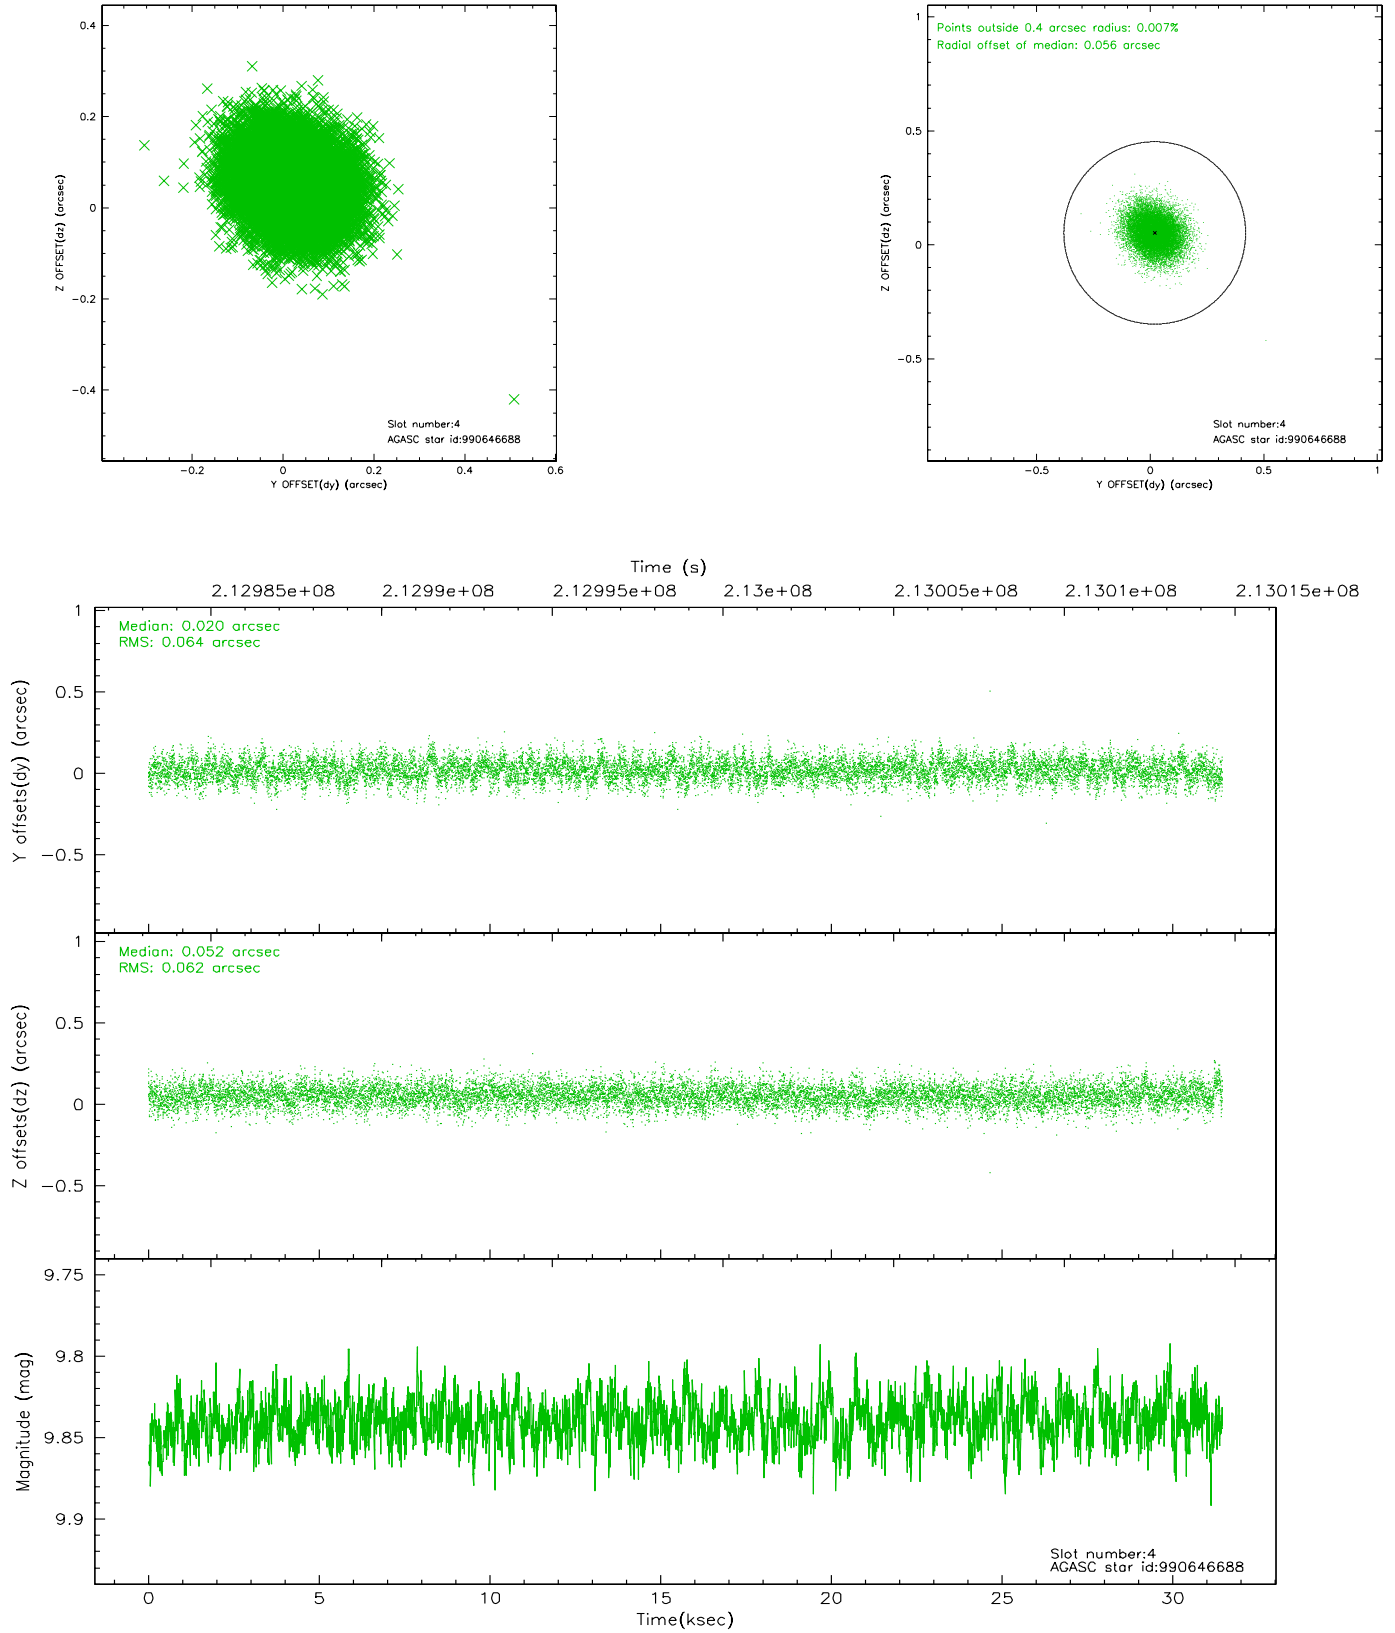 0.4
0.2
0
−0.2
−0.4
Z OFFSET(dz) (arcsec)
Slot number:4
AGASC star id:990646688
−0.2 0 0.2 0.4 0.6
Y OFFSET(dy) (arcsec)
Points outside 0.4 arcsec radius: 0.007%
Radial offset of median: 0.056 arcsec
1
0.5
0
−0.5
Z OFFSET(dz) (arcsec)
Slot number:4
AGASC star id:990646688
−0.5 0 0.5 1
Y OFFSET(dy) (arcsec)
Time (s)
2.12985e+08 2.1299e+08 2.12995e+08 2.13e+08 2.13005e+08 2.1301e+08 2.13015e+08
Median: 0.020 arcsec
RMS: 0.064 arcsec
1
0.5
0
−0.5
Y offsets(dy) (arcsec)
Median: 0.052 arcsec
RMS: 0.062 arcsec
1
0.5
0
−0.5
Z offsets(dz) (arcsec)
9.75
9.8
9.85
9.9
Magnitude (mag)
Slot number:4
AGASC star id:990646688
0 5 10 15 20 25 30
Time(ksec)